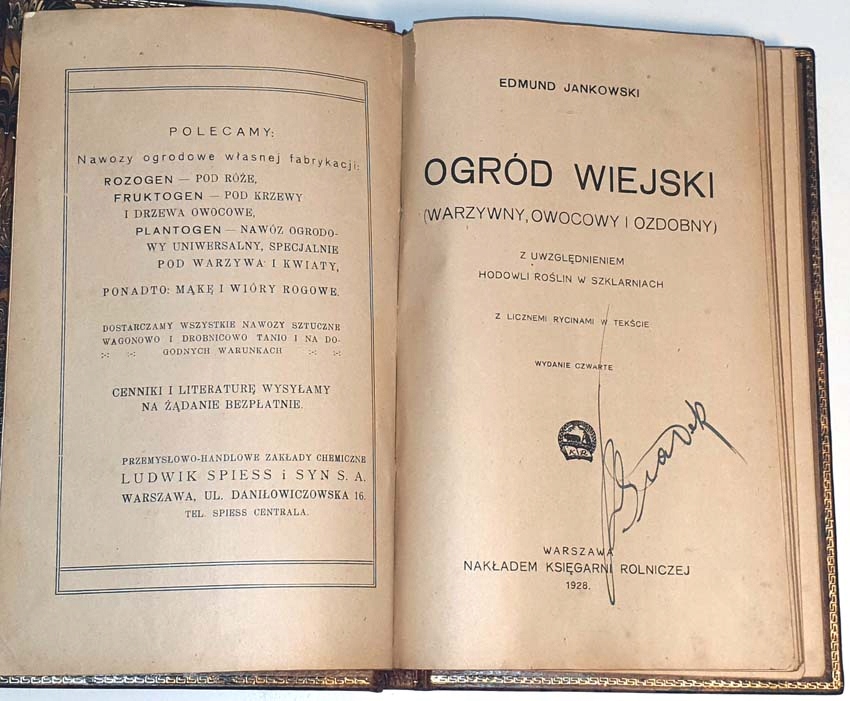 POLECAMY:
Nawozy ogrodowe własnej fabrykacji:
ROZOGEN — POD RÓŻE,
FRUKTOGEN — POD KRZEWY
I DRZEWA OWOCOWE,
PLANTOGEN — NAWÓZ OGRODO-
WY UNIWERSALNY, SPECJALNIE
POD WARZYWA I KWIATY,
PONADTO: MĄKĘ I WIÓRY ROGOWE.
DOSTARCZAMY WSZYSTKIE NAWOZY SZTUCZNE
WAGONOWO I DROBNICOWO TANIO I NA DO-
GODNYCH WARUNKACH
CENNIKI I LITERATURĘ WYSYŁAMY
NA ŻĄDANIE BEZPŁATNIE.
PRZEMYSŁOWO-HANDLOWE ZAKŁADY CHEMICZNE
LUDWIK SPIESS i SYN S. A.
WARSZAWA, UL. DANIŁOWICZOWSKA 16.
TEL. SPIESS CENTRALA.
EDMUND JANKOWSKI
OGRÓD WIEJSKI
(WARZYWNY, OWOCOWY I OZDOBNY)
Z UWZGLĘDNIENIEM
HODOWLI ROŚLIN W SZKLARNIACH
Z LICZNEMI RYCINAMI W TEKŚCIE
WYDANIE CZWARTE
K R
WARSZAWA
NAKŁADEM KSIĘGARNI ROLNICZEJ
1928.